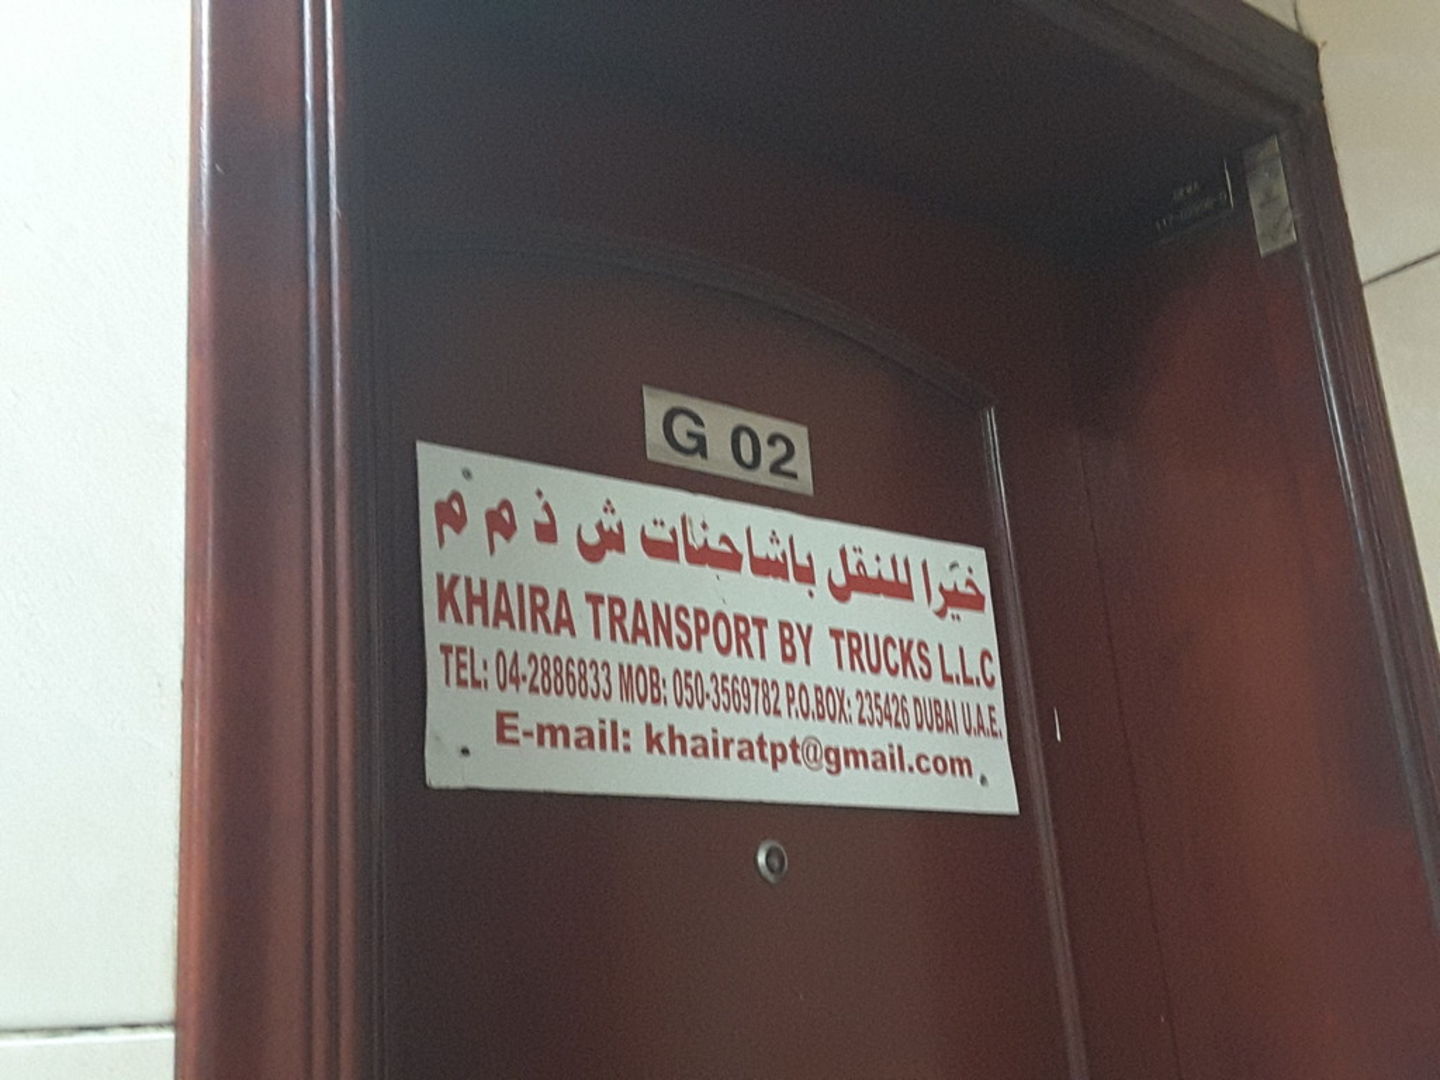 G 02
خيرا للنقل باشاحنات ش ذ م م
KHAIRA TRANSPORT BY TRUCKS L.L.C
TEL: 04-2886833 MOB: 050-3569782 P.O.BOX: 235426 DUBAI U.A.E.
E-mail: khairatpt@gmail.com